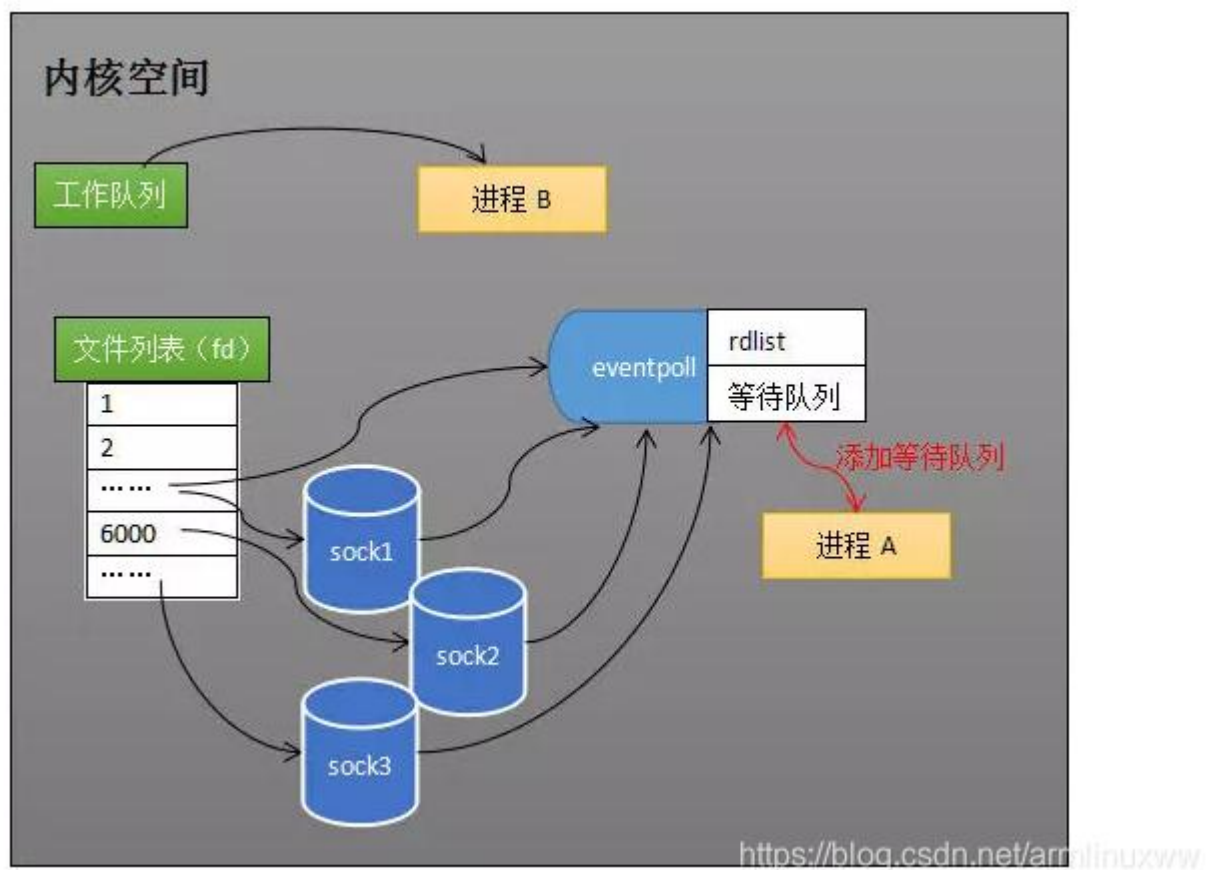 内核空间
工作队列
进程 B
文件列表（fd）
1
2
……
6000
……
eventpoll
rdlist
等待队列
添加等待队列
进程 A
sock1
sock2
sock3
https://blog.csdn.net/armlinuxww